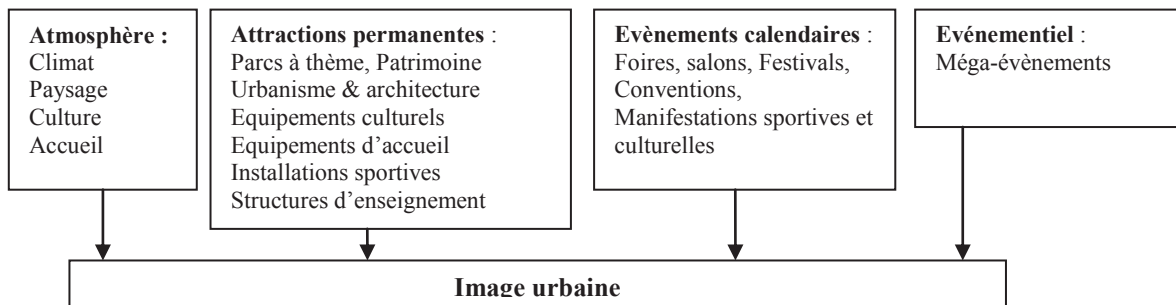 Atmosphère :
Climat
Paysage
Culture
Accueil
Attractions permanentes :
Parcs à thème, Patrimoine
Urbanisme & architecture
Equipements culturels
Equipements d’accueil
Installations sportives
Structures d’enseignement
Evènements calendaires :
Foires, salons, Festivals,
Conventions,
Manifestations sportives et
culturelles
Evénementiel :
Méga-évènements
Image urbaine